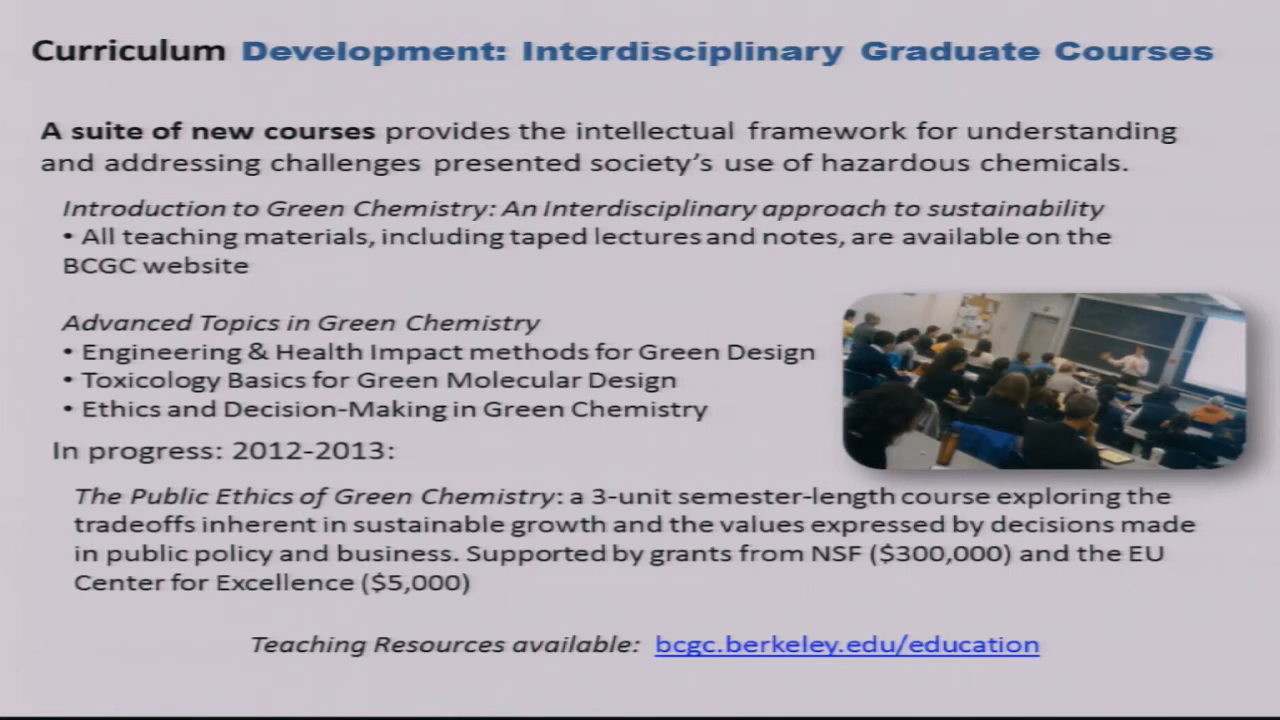 Curriculum Development: Interdisciplinary Graduate Courses
A suite of new courses provides the intellectual framework for understanding
and addressing challenges presented society's use of hazardous chemicals.
Introduction to Green Chemistry: An Interdisciplinary approach to sustainability
• All teaching materials, including taped lectures and notes, are available on the
BCGC website
Advanced Topics in Green Chemistry
• Engineering & Health Impact methods for Green Design
• Toxicology Basics for Green Molecular Design
• Ethics and Decision-Making in Green Chemistry
In progress: 2012-2013:
The Public Ethics of Green Chemistry: a 3-unit semester-length course exploring the
tradeoffs inherent in sustainable growth and the values expressed by decisions made
in public policy and business. Supported by grants from NSF ($300,000) and the EU
Center for Excellence ($5,000)
Teaching Resources available: bcgc.berkeley.edu/education